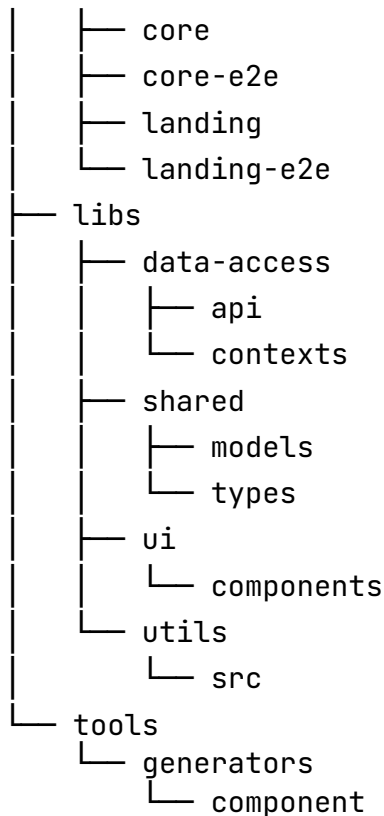 │   ├── core
│   ├── core-e2e
│   ├── landing
│   └── landing-e2e
├── libs
│   ├── data-access
│   │   ├── api
│   │   └── contexts
│   ├── shared
│   │   ├── models
│   │   └── types
│   ├── ui
│   │   └── components
│   └── utils
│       └── src
└── tools
    └── generators
        └── component